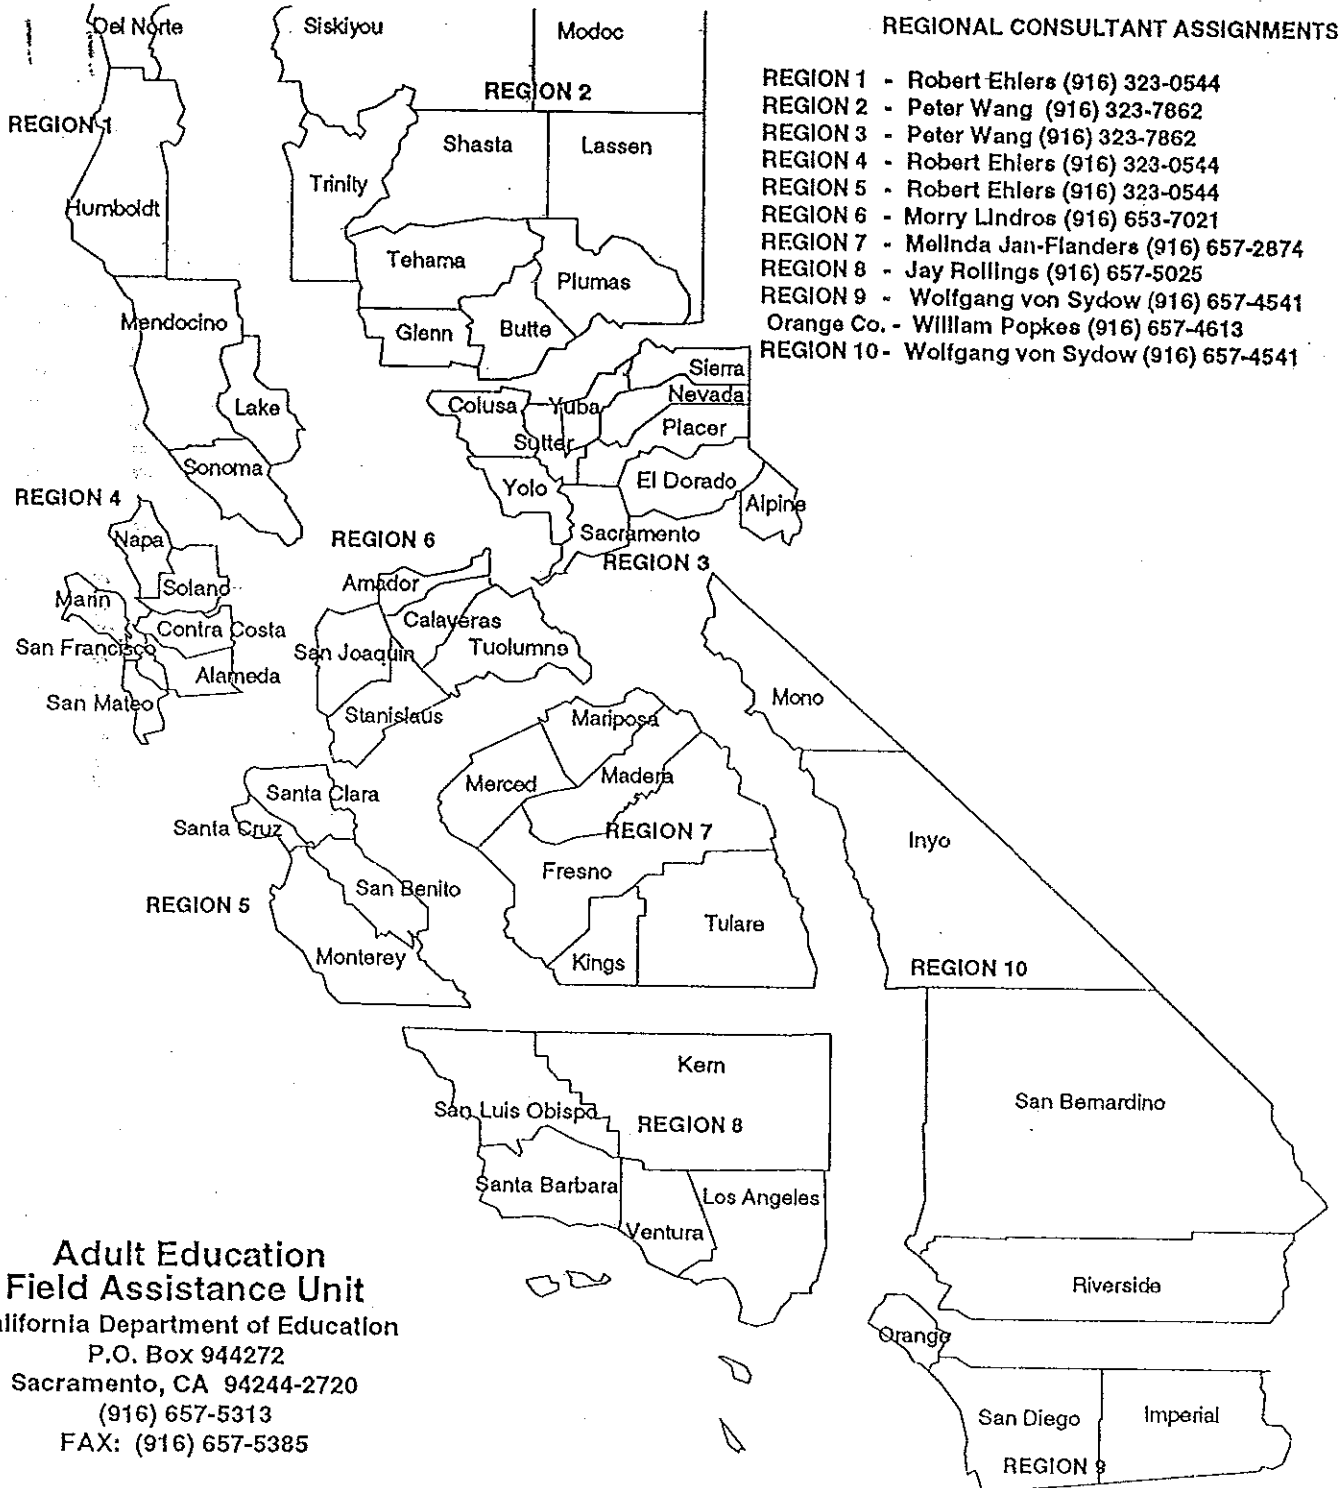 REGIONAL CONSULTANT ASSIGNMENTS
REGION 1 - Robert Ehlers (916) 323-0544
REGION 2 - Peter Wang (916) 323-7862
REGION 3 - Peter Wang (916) 323-7862
REGION 4 - Robert Ehlers (916) 323-0544
REGION 5 - Robert Ehlers (916) 323-0544
REGION 6 - Morry Lindros (916) 653-7021
REGION 7 - Melinda Jan-Flanders (916) 657-2874
REGION 8 - Jay Rollings (916) 657-5025
REGION 9 - Wolfgang von Sydow (916) 657-4541
Orange Co. - William Popkes (916) 657-4613
REGION 10 - Wolfgang von Sydow (916) 657-4541
Del Norte
Siskiyou
Modoc
REGION 2
REGION 1
Shasta
Lassen
Trinity
Humboldt
Tehama
Plumas
Mendocino
Glenn
Butte
Sierra
Nevada
Lake
Colusa
Yuba
Placer
Sutter
Sonoma
El Dorado
Yolo
REGION 4
Alpine
Napa
REGION 6
Sacramento
REGION 3
Amador
Solano
Marin
Calaveras
Contra Costa
San Francisco
San Joaquin
Tuolumne
Alameda
Mono
San Mateo
Stanislaus
Mariposa
Merced
Madera
Santa Clara
Santa Cruz
REGION 7
Inyo
Fresno
San Benito
REGION 5
Tulare
Monterey
Kings
REGION 10
Kern
San Bernardino
San Luis Obispo
REGION 8
Santa Barbara
Los Angeles
Ventura
Riverside
Orange
San Diego
Imperial
REGION 9
Adult Education
Field Assistance Unit
alifornia Department of Education
P.O. Box 944272
Sacramento, CA 94244-2720
(916) 657-5313
FAX: (916) 657-5385